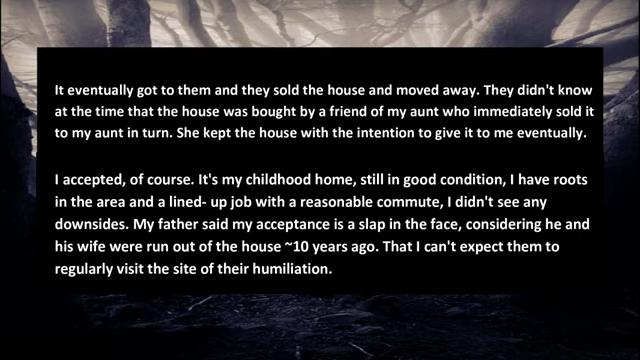 It eventually got to them and they sold the house and moved away. They didn't know
at the time that the house was bought by a friend of my aunt who immediately sold it
to my aunt in turn. She kept the house with the intention to give it to me eventually.
I accepted, of course. It's my childhood home, still in good condition, I have roots
in the area and a lined- up job with a reasonable commute, I didn't see any
downsides. My father said my acceptance is a slap in the face, considering he and
his wife were run out of the house ~10 years ago. That I can't expect them to
regularly visit the site of their humiliation.